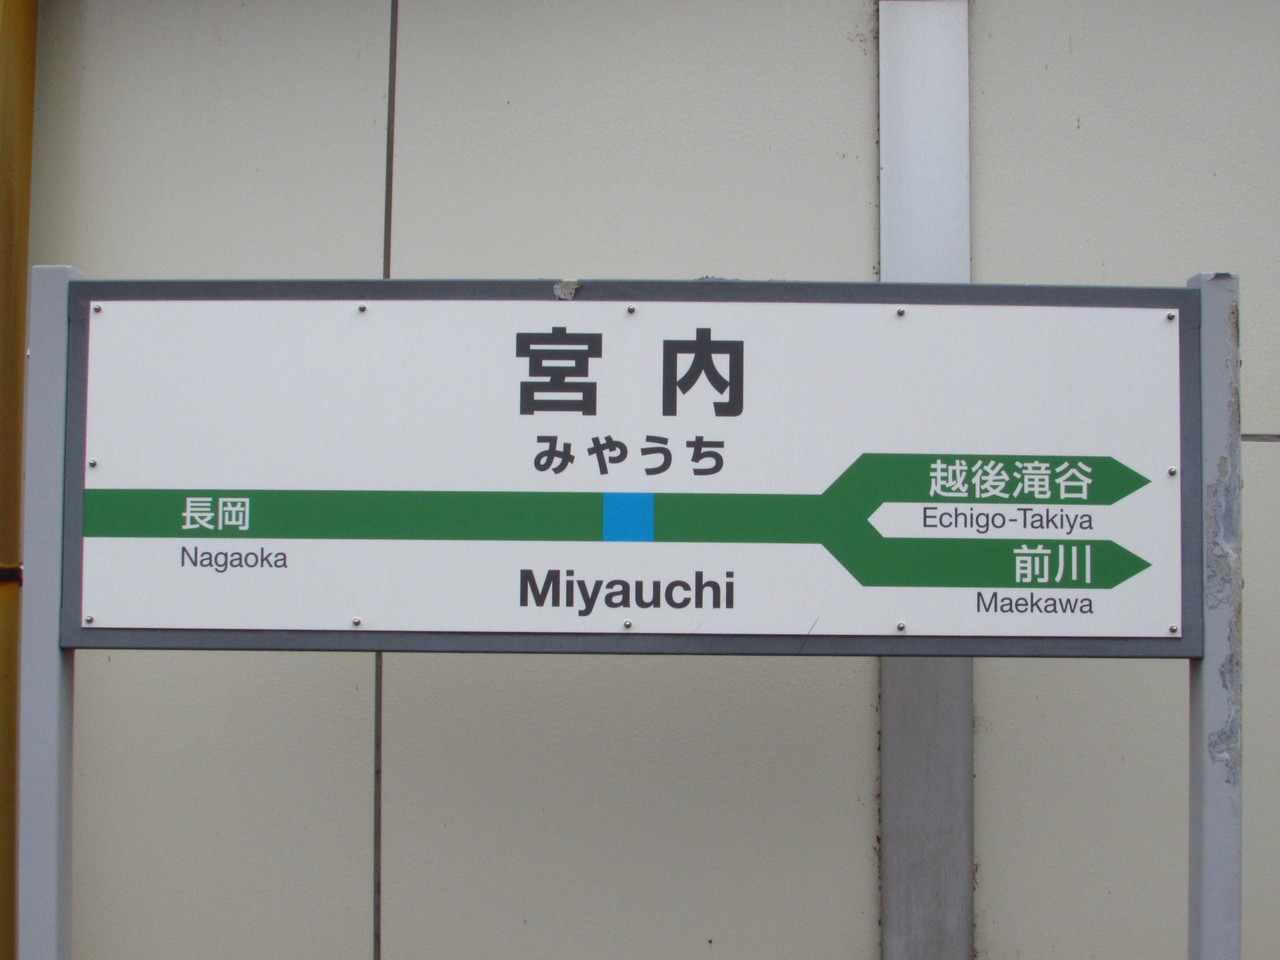 宮内
みやうち
長岡
Nagaoka
Miyauchi
越後滝谷
Echigo-Takiya
前川
Maekawa